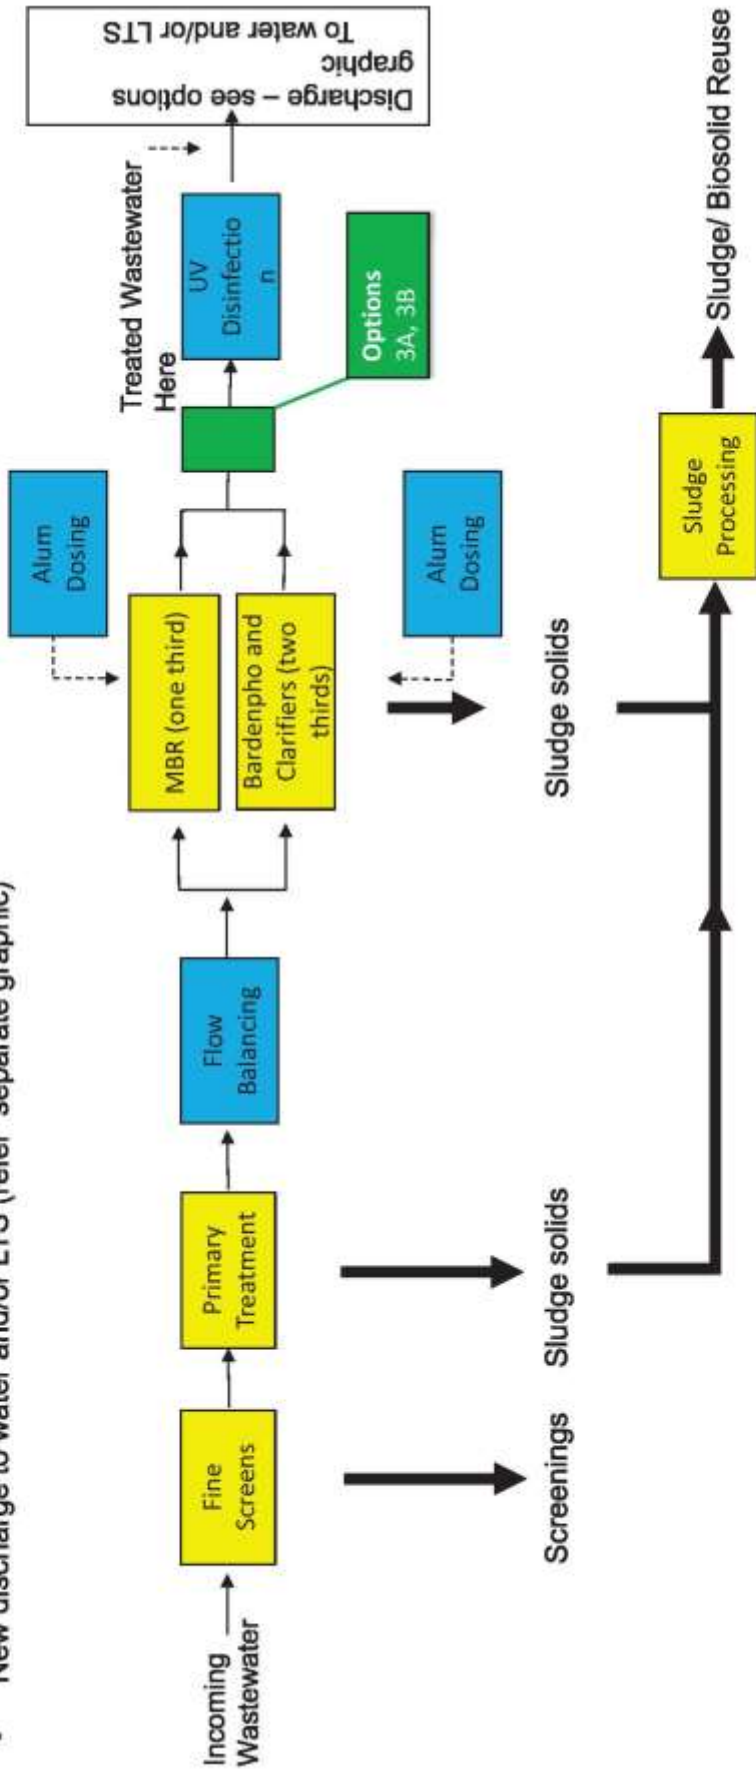 New discharge to water and/or LTS (refer separate graphic)
Incoming
Wastewater
Fine
Screens
Primary
Treatment
Flow
Balancing
MBR (one third)
Bardenpho and
Clarifiers (two
thirds)
Alum
Dosing
Alum
Dosing
Treated Wastewater
Here
UV
Disinfectio
n
Options
3A, 3B
Discharge – see options
graphic
To water and/or LTS
Screenings
Sludge solids
Sludge solids
Sludge
Processing
Sludge/ Biosolid Reuse